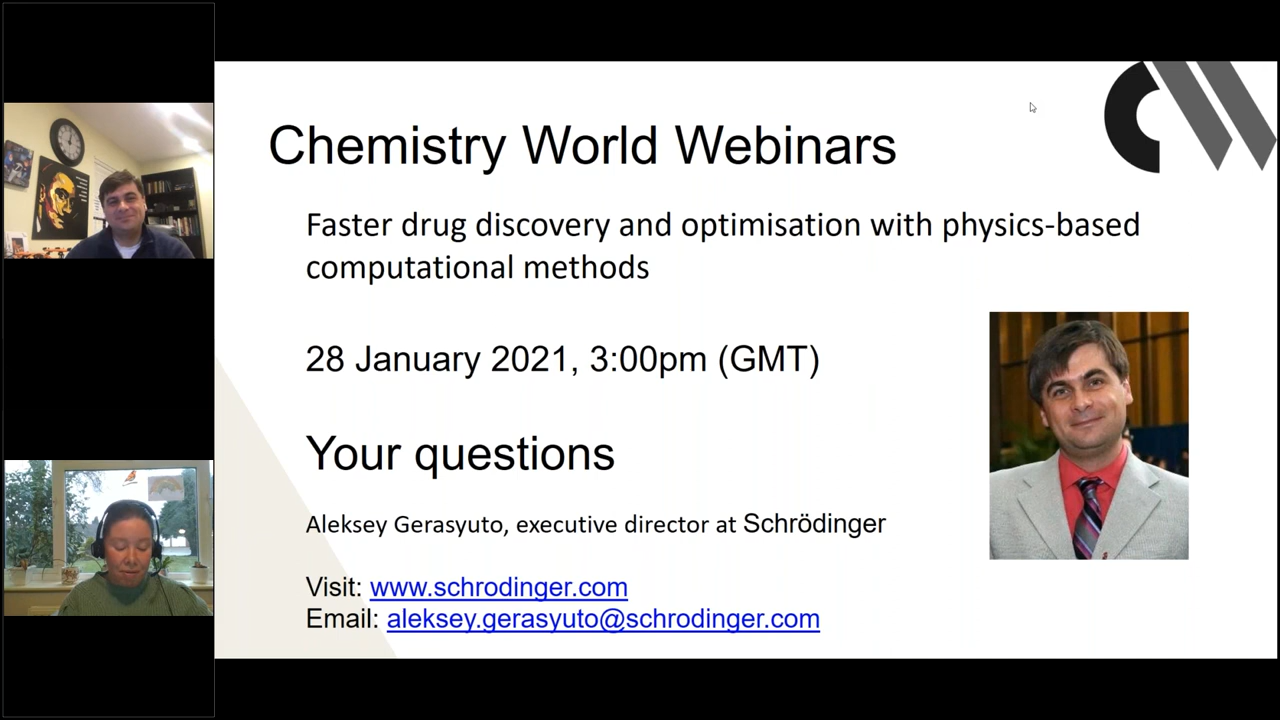 Chemistry World Webinars
Faster drug discovery and optimisation with physics-based
computational methods
28 January 2021, 3:00pm (GMT)
Your questions
Aleksey Gerasyuto, executive director at Schrödinger
Visit: www.schrodinger.com
Email: aleksey.gerasyuto@schrodinger.com